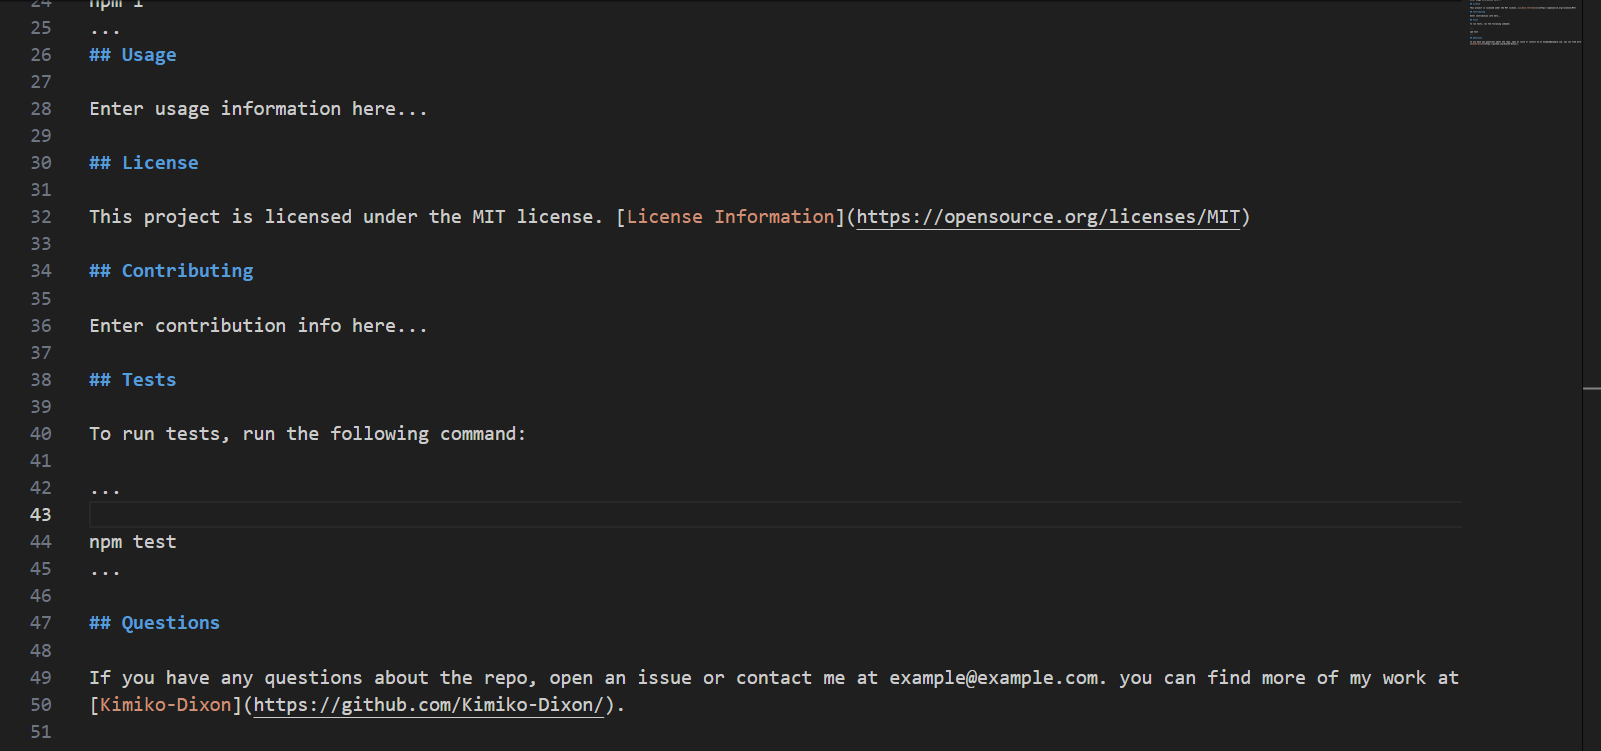 24 npm i
25 ...
26 ## Usage
27
28 Enter usage information here...
29
30 ## License
31
32 This project is licensed under the MIT license. [License Information](https://opensource.org/licenses/MIT)
33
34 ## Contributing
35
36 Enter contribution info here...
37
38 ## Tests
39
40 To run tests, run the following command:
41
42 ...
43
44 npm test
45 ...
46
47 ## Questions
48
49 If you have any questions about the repo, open an issue or contact me at example@example.com. you can find more of my work at
50 [Kimiko-Dixon](https://github.com/Kimiko-Dixon/).
51